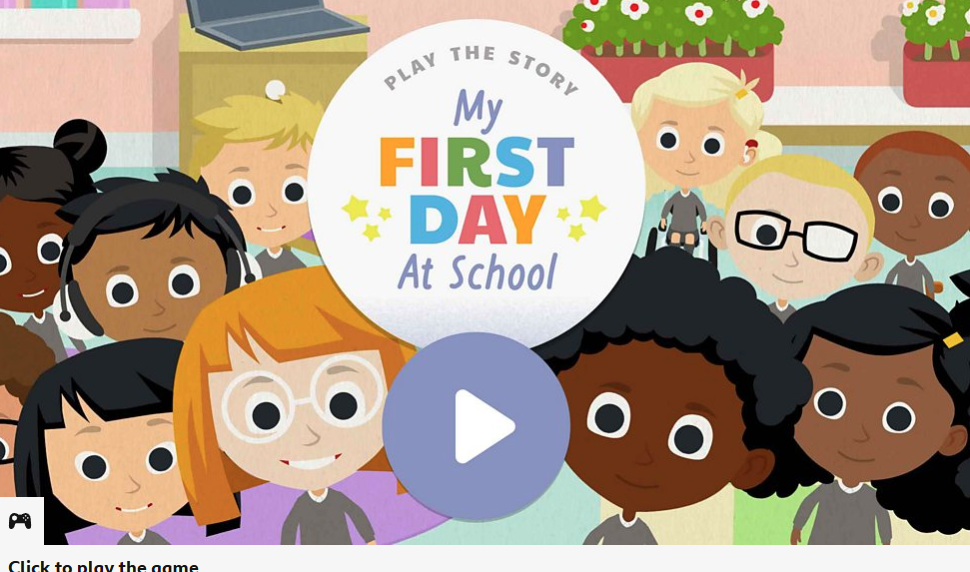 PLAY THE STORY
My
FIRST
DAY
At School
Click to play the game